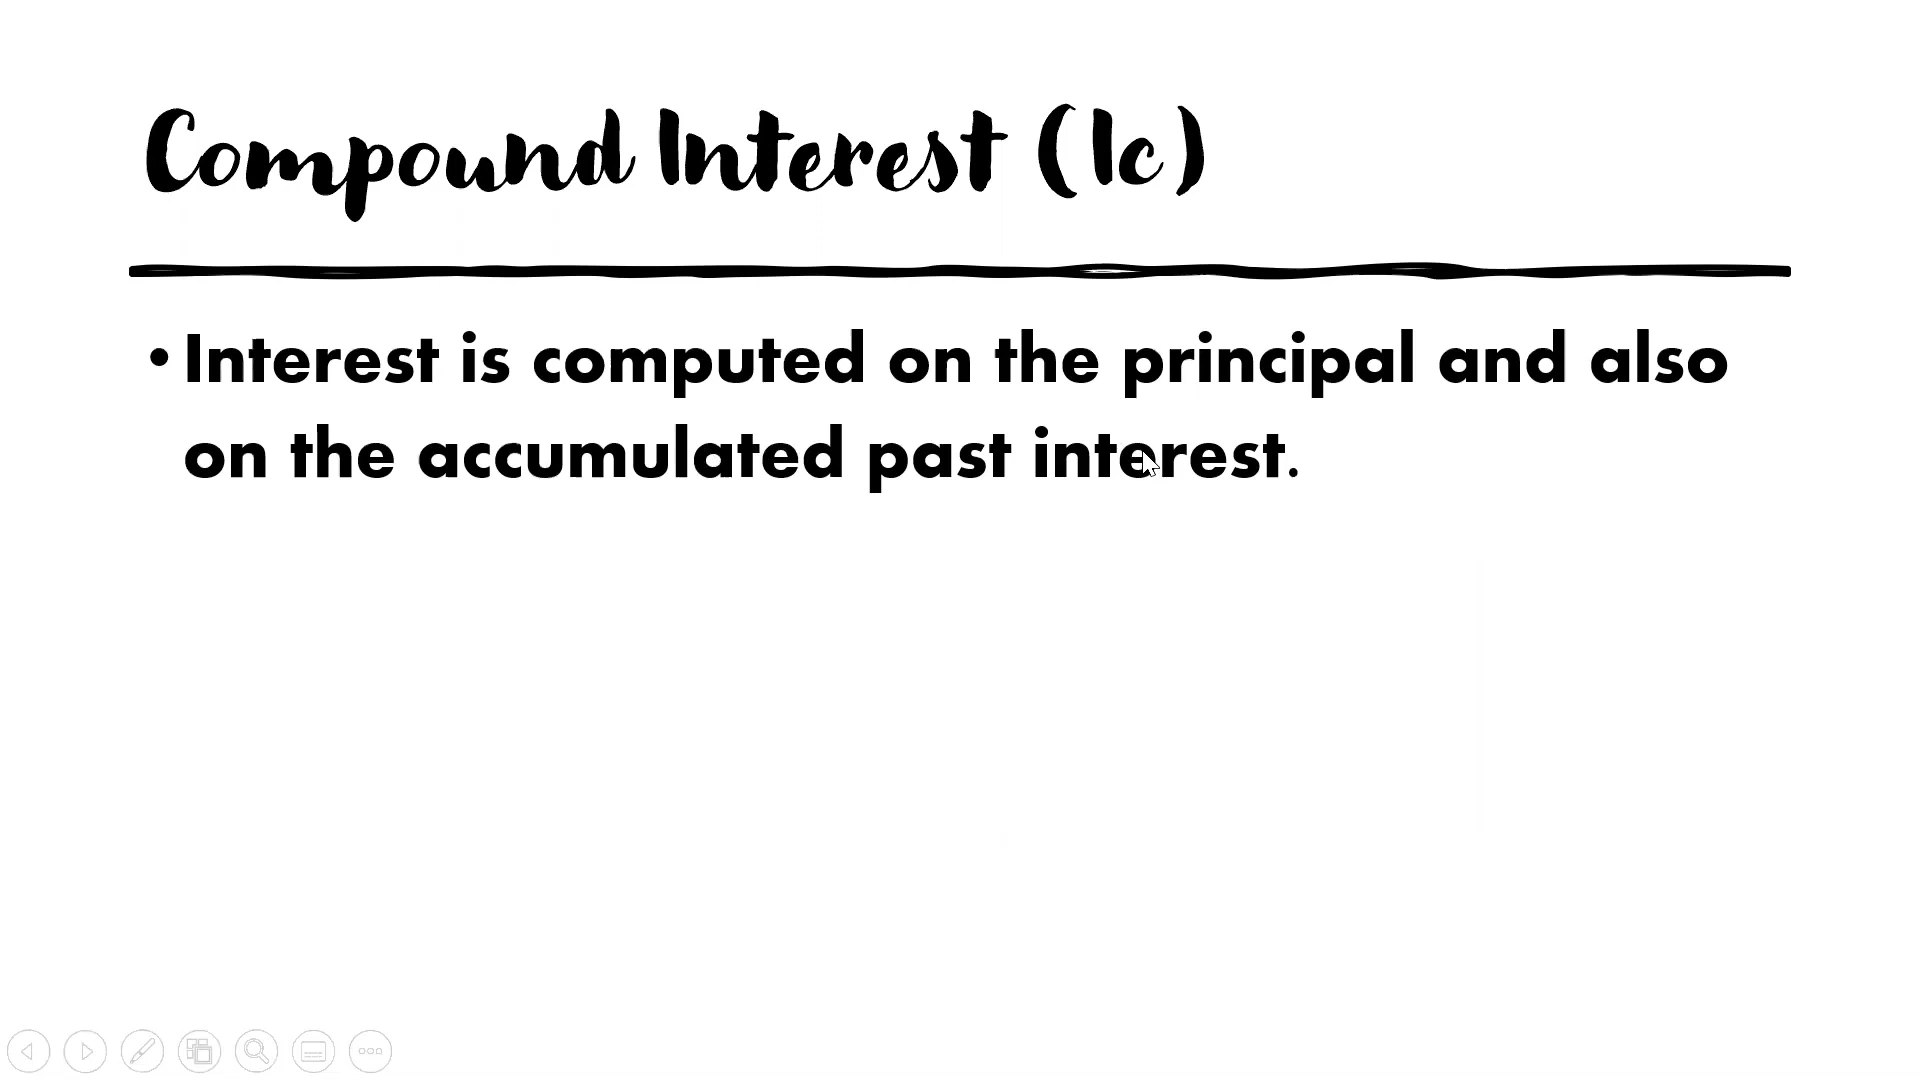 Compound Interest (Ic)
• Interest is computed on the principal and also
on the accumulated past interest.